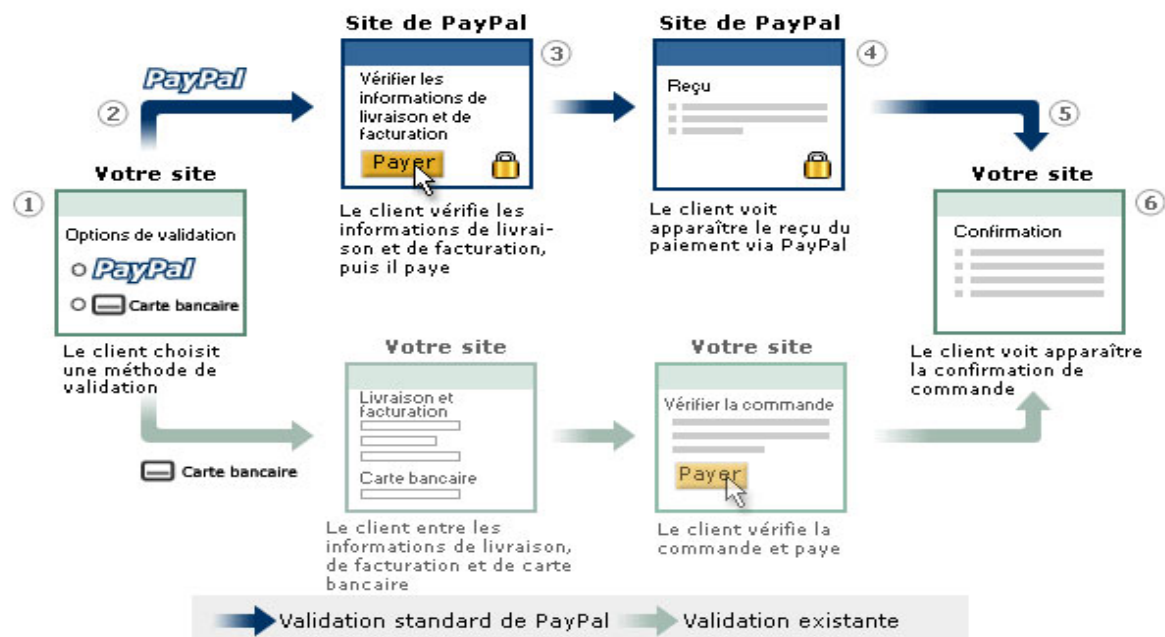 Site de PayPal
③
Vérifier les
informations de
livraison et de
facturation
Payer
Le client vérifie les
informations de livrai-
son et de facturation,
puis il paye
Site de PayPal
④
Reçu
Le client voit
apparaître le reçu du
paiement via PayPal
PayPal
②
⑤
Votre site
①
Options de validation
PayPal
Carte bancaire
Le client choisit
une méthode de
validation
Votre site
⑥
Confirmation
Le client voit apparaître
la confirmation de
commande
Carte bancaire
Votre site
Livraison et
facturation
Carte bancaire
Le client entre les
informations de livraison,
de facturation et de carte
bancaire
Votre site
Vérifier la commande
Payer
Le client vérifie la
commande et paye
Validation standard de PayPal
Validation existante